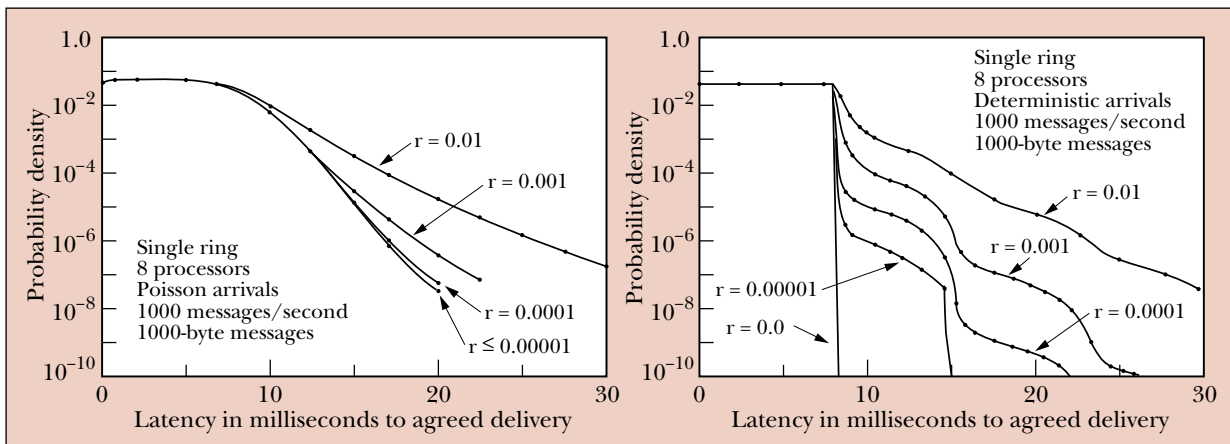 1.0
10⁻²
10⁻⁴
10⁻⁶
10⁻⁸
10⁻¹⁰
Probability density
r = 0.01
r = 0.001
r = 0.0001
r ≤ 0.00001
Single ring
8 processors
Poisson arrivals
1000 messages/second
1000-byte messages
0 10 20 30
Latency in milliseconds to agreed delivery
1.0
10⁻²
10⁻⁴
10⁻⁶
10⁻⁸
10⁻¹⁰
Probability density
Single ring
8 processors
Deterministic arrivals
1000 messages/second
1000-byte messages
r = 0.01
r = 0.001
r = 0.00001
r = 0.0001
r = 0.0
0 10 20 30
Latency in milliseconds to agreed delivery